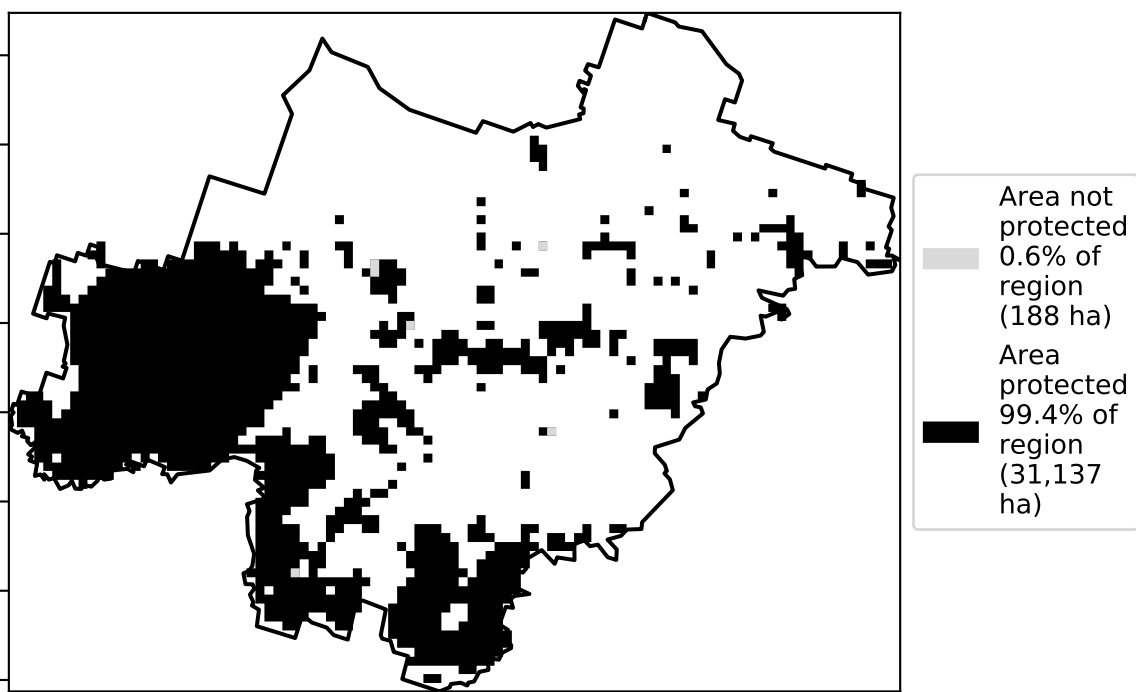 Area not
protected
0.6% of
region
(188 ha)
Area
protected
99.4% of
region
(31,137
ha)